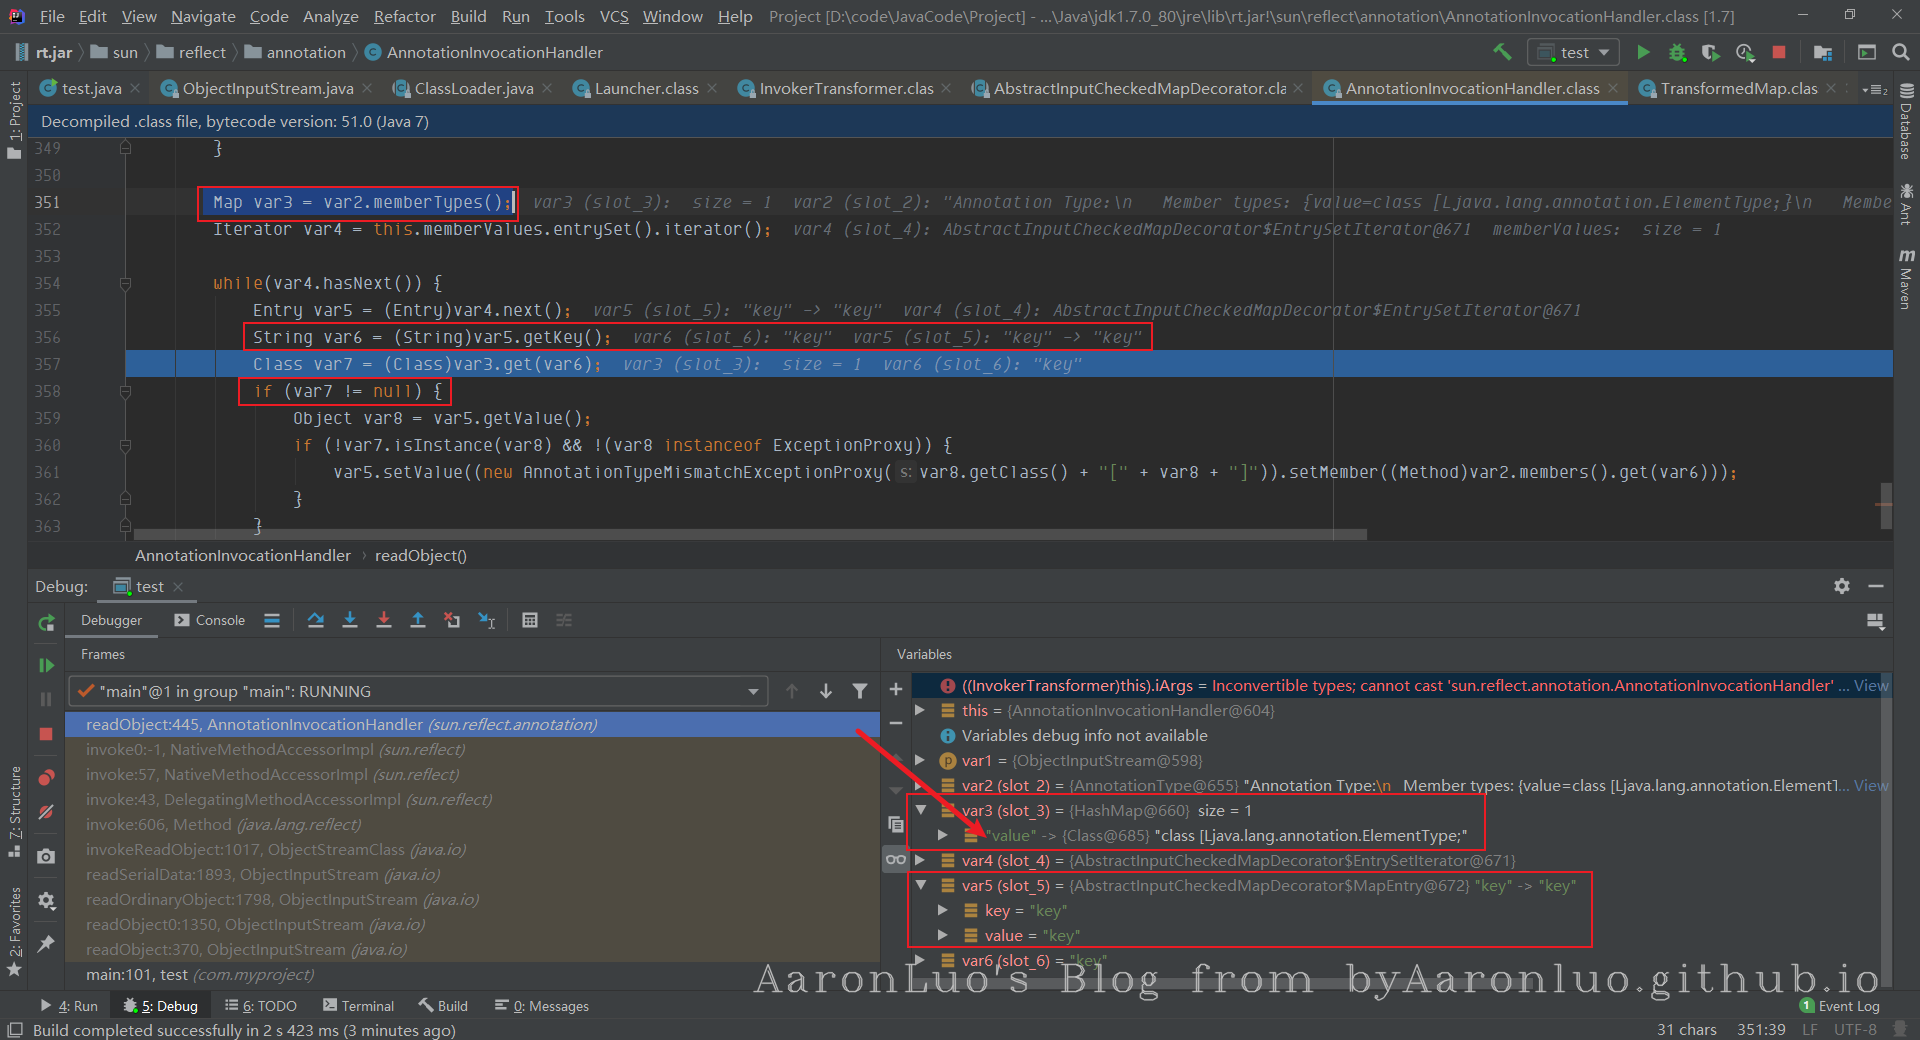 File Edit View Navigate Code Analyze Refactor Build Run Tools VCS Window Help Project [D:\code\JavaCode\Project] - ...\Java\jdk1.7.0_80\jre\lib\rt.jar!\sun\reflect\annotation\AnnotationInvocationHandler.class [1.7]
rt.jar sun reflect annotation AnnotationInvocationHandler test
test.java ObjectInputStream.java ClassLoader.java Launcher.class InvokerTransformer.clas AbstractInputCheckedMapDecorator.cla AnnotationInvocationHandler.class TransformedMap.clas
Decompiled .class file, bytecode version: 51.0 (Java 7)
349 }
350
351 Map var3 = var2.memberTypes(); var3 (slot_3): size = 1 var2 (slot_2): "Annotation Type:\n Member types: {value=class [Ljava.lang.annotation.ElementType;}\n Membe
352 Iterator var4 = this.memberValues.entrySet().iterator(); var4 (slot_4): AbstractInputCheckedMapDecorator$EntrySetIterator@671 memberValues: size = 1
353
354 while(var4.hasNext()) {
355 Entry var5 = (Entry)var4.next(); var5 (slot_5): "key" -> "key" var4 (slot_4): AbstractInputCheckedMapDecorator$EntrySetIterator@671
356 String var6 = (String)var5.getKey(); var6 (slot_6): "key" var5 (slot_5): "key" -> "key"
357 Class var7 = (Class)var3.get(var6); var3 (slot_3): size = 1 var6 (slot_6): "key"
358 if (var7 != null) {
359 Object var8 = var5.getValue();
360 if (!var7.isInstance(var8) && !(var8 instanceof ExceptionProxy)) {
361 var5.setValue((new AnnotationTypeMismatchExceptionProxy( s: var8.getClass() + "[" + var8 + "]")).setMember((Method)var2.members().get(var6)));
362 }
363 }
AnnotationInvocationHandler › readObject()
1: Project
7: Structure
2: Favorites
Database
Ant
Maven
Debug: test
Debugger Console
Frames
"main"@1 in group "main": RUNNING
readObject:445, AnnotationInvocationHandler (sun.reflect.annotation)
invoke0:-1, NativeMethodAccessorImpl (sun.reflect)
invoke:57, NativeMethodAccessorImpl (sun.reflect)
invoke:43, DelegatingMethodAccessorImpl (sun.reflect)
invoke:606, Method (java.lang.reflect)
invokeReadObject:1017, ObjectStreamClass (java.io)
readSerialData:1893, ObjectInputStream (java.io)
readOrdinaryObject:1798, ObjectInputStream (java.io)
readObject0:1350, ObjectInputStream (java.io)
readObject:370, ObjectInputStream (java.io)
main:101, test (com.myproject)
Variables
((InvokerTransformer)this).iArgs = Inconvertible types; cannot cast 'sun.reflect.annotation.AnnotationInvocationHandler' ... View
this = {AnnotationInvocationHandler@604}
Variables debug info not available
var1 = {ObjectInputStream@598}
var2 (slot_2) = {AnnotationType@655} "Annotation Type:\n Member types: {value=class [Ljava.lang.annotation.ElementT... View
var3 (slot_3) = {HashMap@660} size = 1
"value" -> {Class@685} "class [Ljava.lang.annotation.ElementType;"
var4 (slot_4) = {AbstractInputCheckedMapDecorator$EntrySetIterator@671}
var5 (slot_5) = {AbstractInputCheckedMapDecorator$MapEntry@672} "key" -> "key"
key = "key"
value = "key"
var6 (slot_6) = "key"
AaronLuo's Blog from byAaronluo.github.io
4: Run 5: Debug 6: TODO Terminal Build 0: Messages 1 Event Log
Build completed successfully in 2 s 423 ms (3 minutes ago) 31 chars 351:39 LF UTF-8